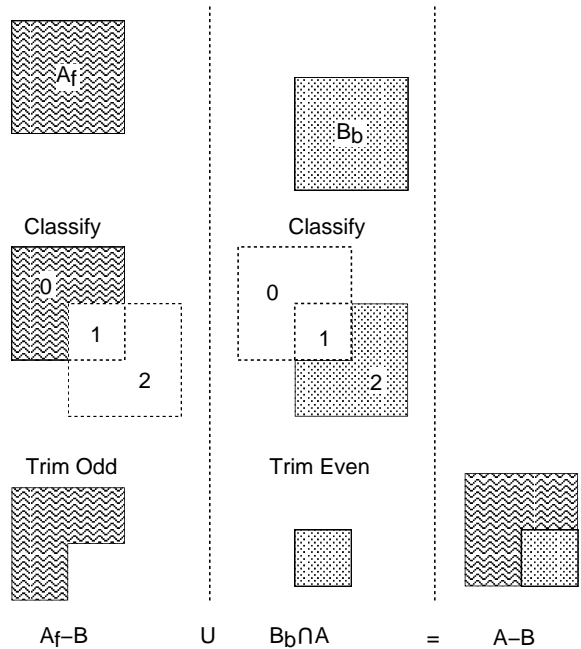 Af
Bb
Classify
Classify
0
0
1
1
2
2
Trim Odd
Trim Even
Af–B U Bb∩A = A–B